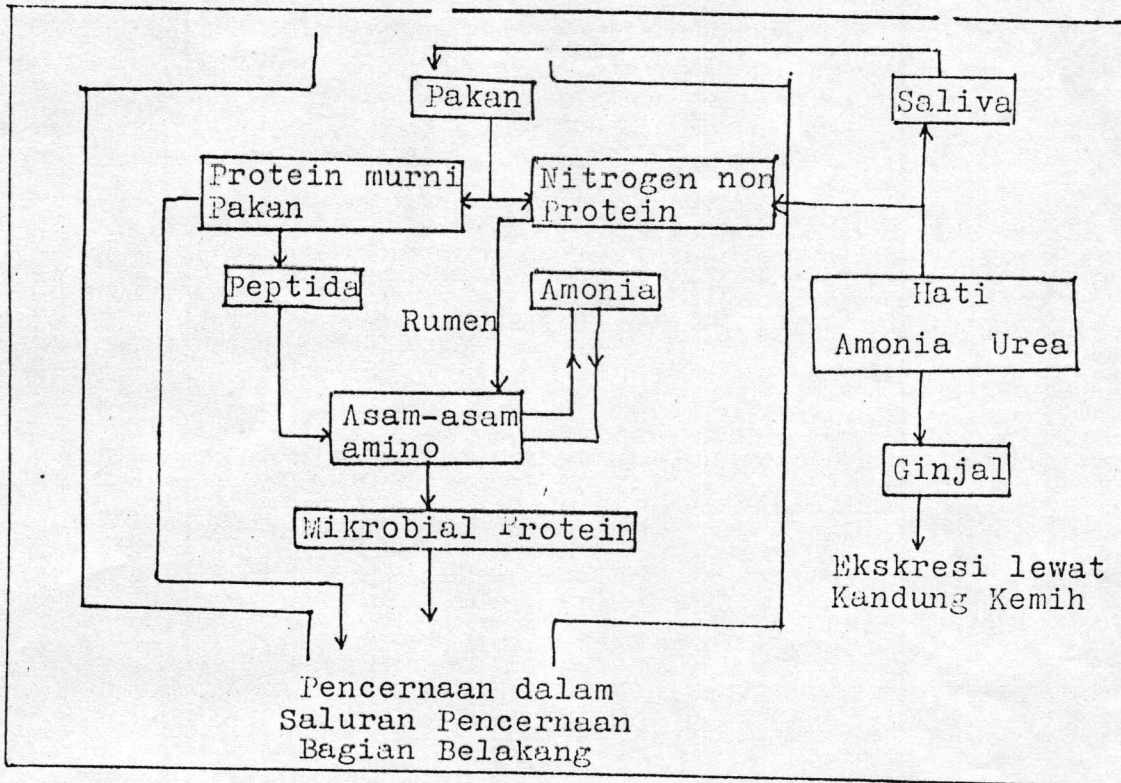 Pakan
Saliva
Protein murni
Pakan
Nitrogen non
Protein
Peptida
Amonia
Rumen
Hati
Amonia Urea
Asam-asam
amino
Ginjal
Mikrobial Protein
Ekskresi lewat
Kandung Kemih
Pencernaan dalam
Saluran Pencernaan
Bagian Belakang